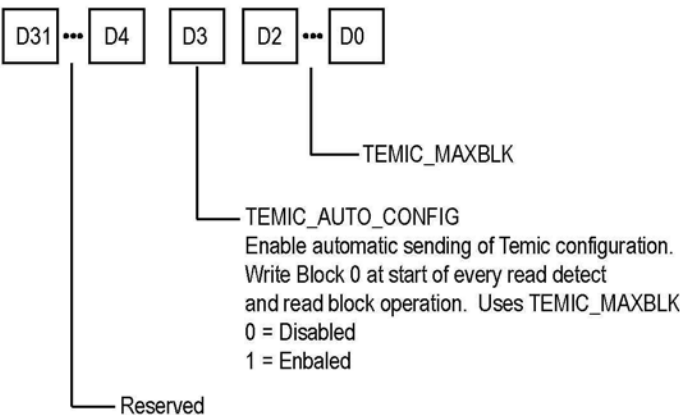 D31 ••• D4 D3 D2 ••• D0
TEMIC_MAXBLK
TEMIC_AUTO_CONFIG
Enable automatic sending of Temic configuration.
Write Block 0 at start of every read detect
and read block operation. Uses TEMIC_MAXBLK
0 = Disabled
1 = Enbaled
Reserved